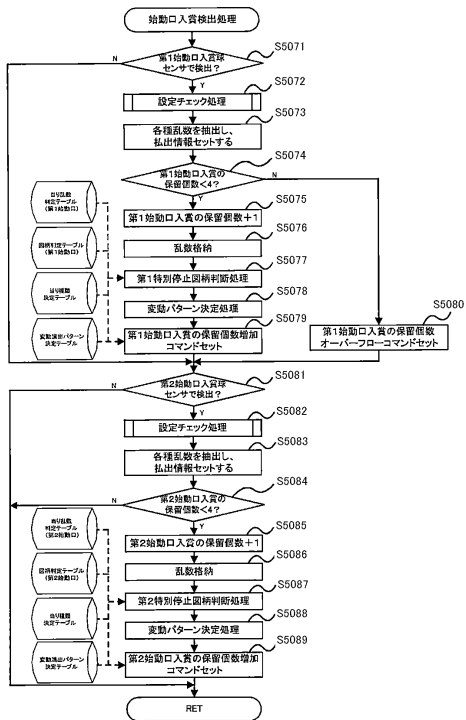 始動口入賞検出処理
S5071
第1始動口入賞球
センサで検出？
N
Y
S5072
設定チェック処理
S5073
各種乱数を抽出し、
払出情報セットする
S5074
第1始動口入賞の
保留個数<4？
N
Y
S5075
第1始動口入賞の保留個数＋1
S5076
乱数格納
S5077
第1特別停止図柄判断処理
S5078
変動パターン決定処理
S5079
第1始動口入賞の保留個数増加
コマンドセット
当り乱数
判定テーブル
(第1始動口)
図柄判定テーブル
(第1始動口)
当り種類
決定テーブル
変動演出パターン
決定テーブル
S5080
第1始動口入賞の保留個数
オーバーフローコマンドセット
S5081
第2始動口入賞球
センサで検出？
N
Y
S5082
設定チェック処理
S5083
各種乱数を抽出し、
払出情報セットする
S5084
第2始動口入賞の
保留個数<4？
N
Y
S5085
第2始動口入賞の保留個数＋1
S5086
乱数格納
S5087
第2特別停止図柄判断処理
S5088
変動パターン決定処理
S5089
第2始動口入賞の保留個数増加
コマンドセット
当り乱数
判定テーブル
(第2始動口)
図柄判定テーブル
(第2始動口)
当り種類
決定テーブル
変動演出パターン
決定テーブル
RET